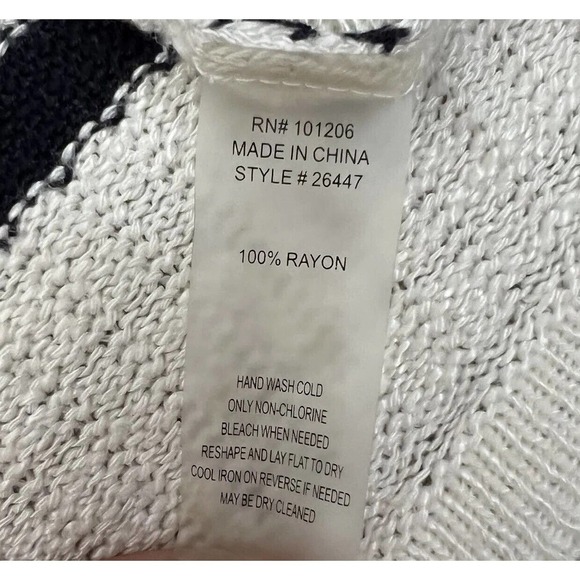 RN# 101206
MADE IN CHINA
STYLE # 26447
100% RAYON
HAND WASH COLD
ONLY NON-CHLORINE
BLEACH WHEN NEEDED
RESHAPE AND LAY FLAT TO DRY
COOL IRON ON REVERSE IF NEEDED
MAY BE DRY CLEANED